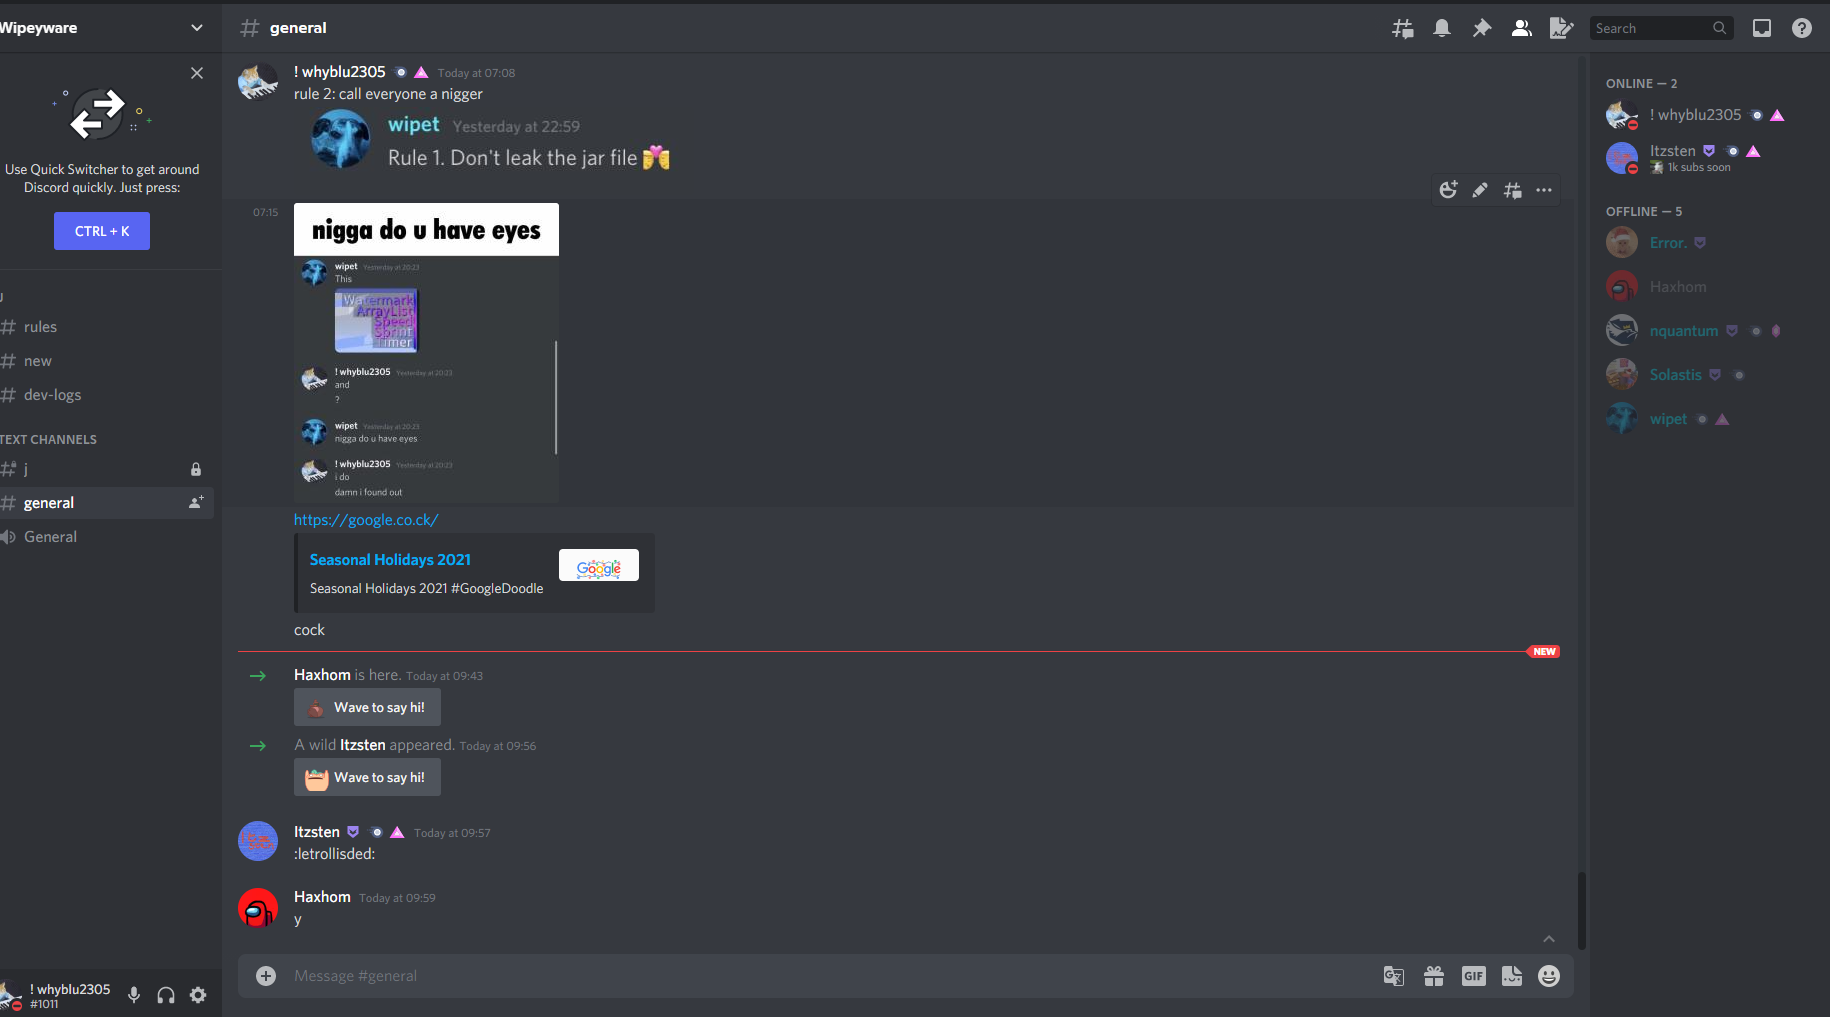 Wipeyware
Use Quick Switcher to get around
Discord quickly. Just press:
CTRL + K
rules
new
dev-logs
TEXT CHANNELS
j
general
General
! whyblu2305
#1011
general
Search
! whyblu2305 Today at 07:08
rule 2: call everyone a nigger
wipet Yesterday at 22:59
Rule 1. Don't leak the jar file
07:15
nigga do u have eyes
wipet Yesterday at 20:23
This
Watermark
ArrayList
Speed
Sprint
Timer
! whyblu2305 Yesterday at 20:23
and
?
wipet Yesterday at 20:23
nigga do u have eyes
! whyblu2305 Yesterday at 20:23
i do
damn i found out
https://google.co.ck/
Seasonal Holidays 2021
Google
Seasonal Holidays 2021 #GoogleDoodle
cock
NEW
Haxhom is here. Today at 09:43
Wave to say hi!
A wild Itzsten appeared. Today at 09:56
Wave to say hi!
Itzsten Today at 09:57
:letrollisded:
Haxhom Today at 09:59
y
Message #general
GIF
ONLINE — 2
! whyblu2305
Itzsten
1k subs soon
OFFLINE — 5
Error.
Haxhom
nquantum
Solastis
wipet